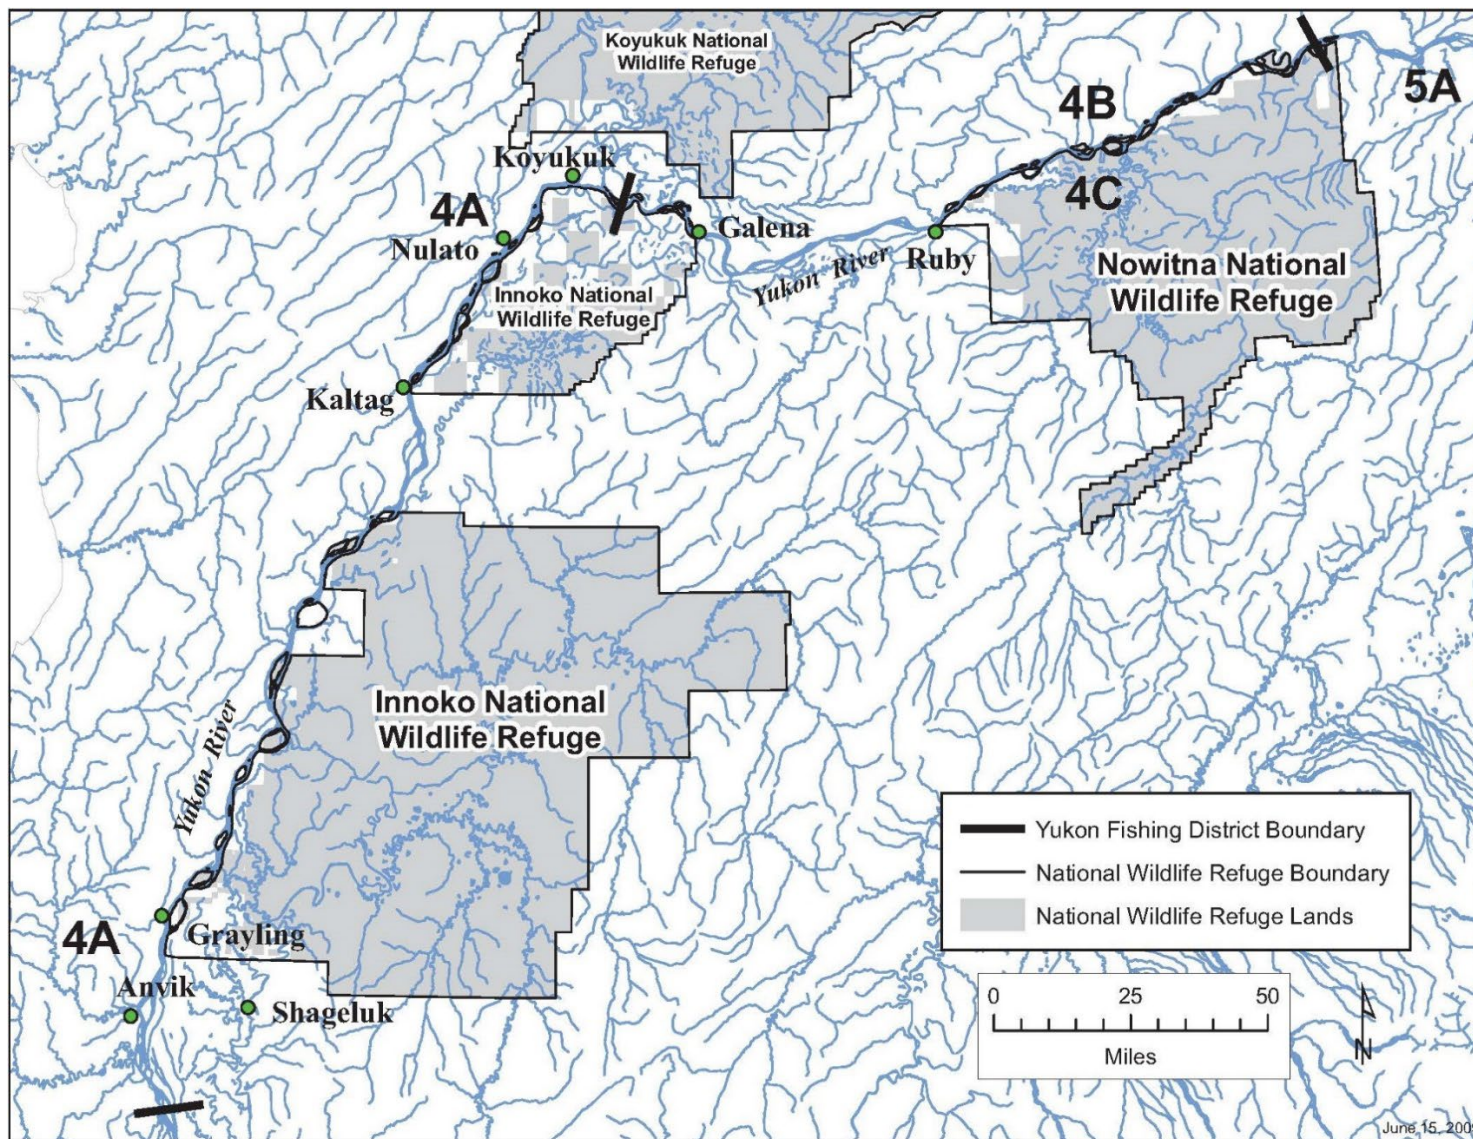 Koyukuk National
Wildlife Refuge
4B
5A
Koyukuk
4C
4A
Nulato
Galena
Yukon River
Ruby
Nowitna National
Wildlife Refuge
Innoko National
Wildlife Refuge
Kaltag
Innoko National
Wildlife Refuge
Yukon River
Yukon Fishing District Boundary
National Wildlife Refuge Boundary
National Wildlife Refuge Lands
4A
Grayling
Anvik
Shageluk
0 25 50
Miles
N
June 15,